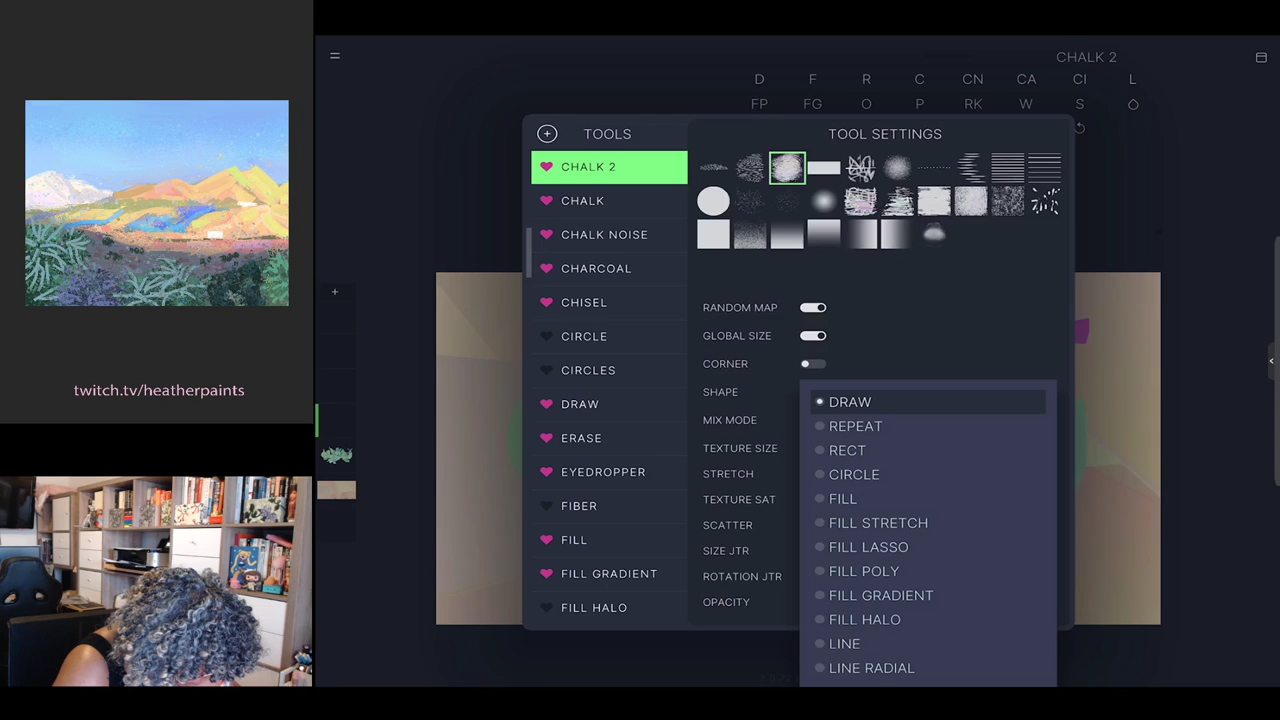 twitch.tv/heatherpaints
CHALK 2
D F R C CN CA CI L
FP FG O P RK W S
TOOLS
CHALK 2
CHALK
CHALK NOISE
CHARCOAL
CHISEL
CIRCLE
CIRCLES
DRAW
ERASE
EYEDROPPER
FIBER
FILL
FILL GRADIENT
FILL HALO
TOOL SETTINGS
RANDOM MAP
GLOBAL SIZE
CORNER
SHAPE
MIX MODE
TEXTURE SIZE
STRETCH
TEXTURE SAT
SCATTER
SIZE JTR
ROTATION JTR
OPACITY
DRAW
REPEAT
RECT
CIRCLE
FILL
FILL STRETCH
FILL LASSO
FILL POLY
FILL GRADIENT
FILL HALO
LINE
LINE RADIAL